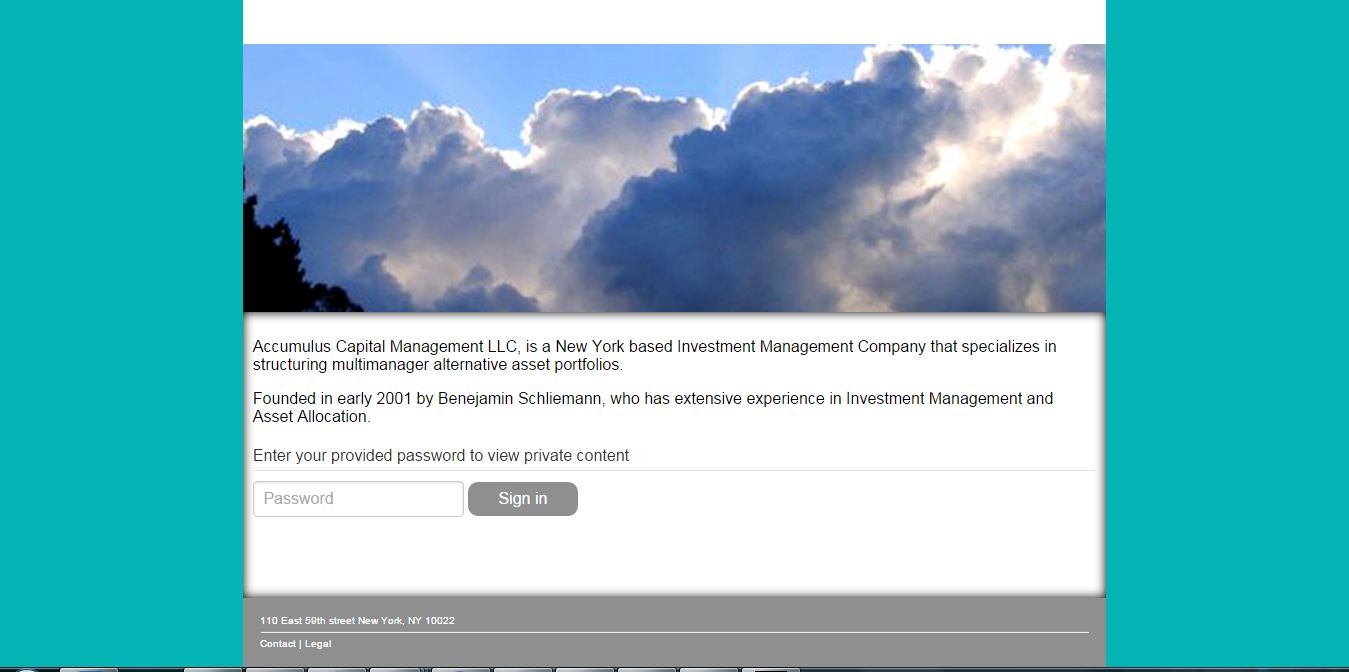 Accumulus Capital Management LLC, is a New York based Investment Management Company that specializes in
structuring multimanager alternative asset portfolios.
Founded in early 2001 by Benejamin Schliemann, who has extensive experience in Investment Management and
Asset Allocation.
Enter your provided password to view private content
Password Sign in
110 East 59th street New York, NY 10022
Contact | Legal